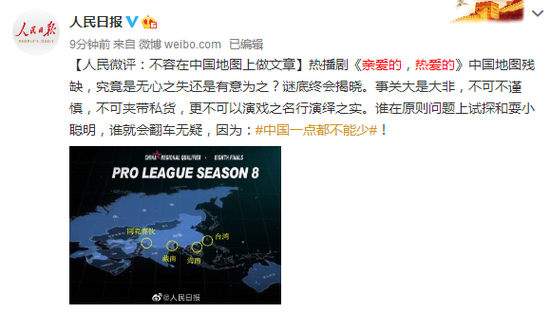 人民日报
PEOPLE'S DAILY
人民日报
9分钟前 来自 微博 weibo.com 已编辑
【人民微评：不容在中国地图上做文章】热播剧《亲爱的，热爱的》中国地图残
缺，究竟是无心之失还是有意为之？谜底终会揭晓。事关大是大非，不可不谨
慎，不可夹带私货，更不可以演戏之名行演绎之实。谁在原则问题上试探和耍小
聪明，谁就会翻车无疑，因为：#中国一点都不能少#！
CHINA REGIONAL QUALIFIER - EIGHTH FINALS
PRO LEAGUE SEASON 8
台湾
藏南
海南
@人民日报